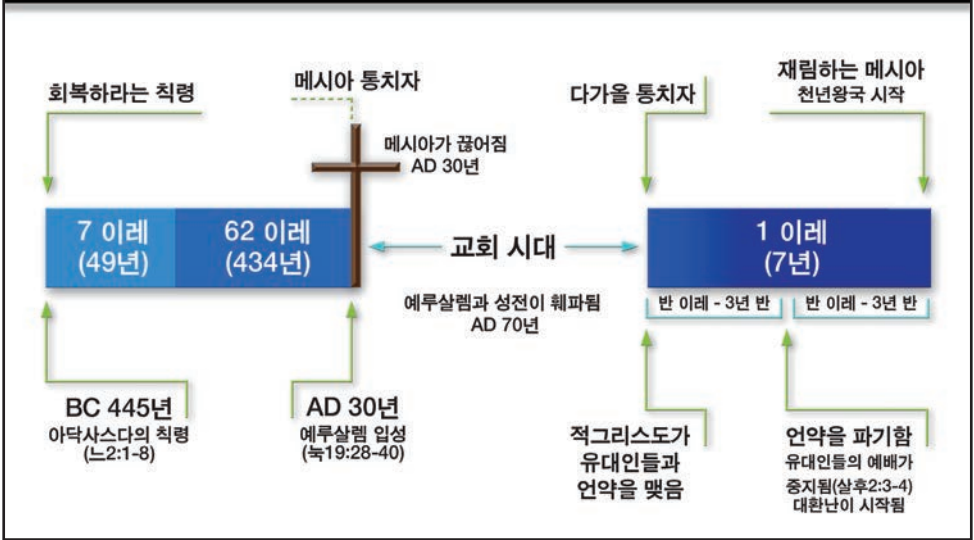 회복하라는 칙령
메시아 통치자
메시아가 끊어짐
AD 30년
다가올 통치자
재림하는 메시아
천년왕국 시작
7 이레
(49년)
62 이레
(434년)
교회 시대
1 이레
(7년)
예루살렘과 성전이 훼파됨
AD 70년
반 이레 - 3년 반
반 이레 - 3년 반
BC 445년
아닥사스다의 칙령
(느2:1-8)
AD 30년
예루살렘 입성
(눅19:28-40)
적그리스도가
유대인들과
언약을 맺음
언약을 파기함
유대인들의 예배가
중지됨(살후2:3-4)
대환난이 시작됨